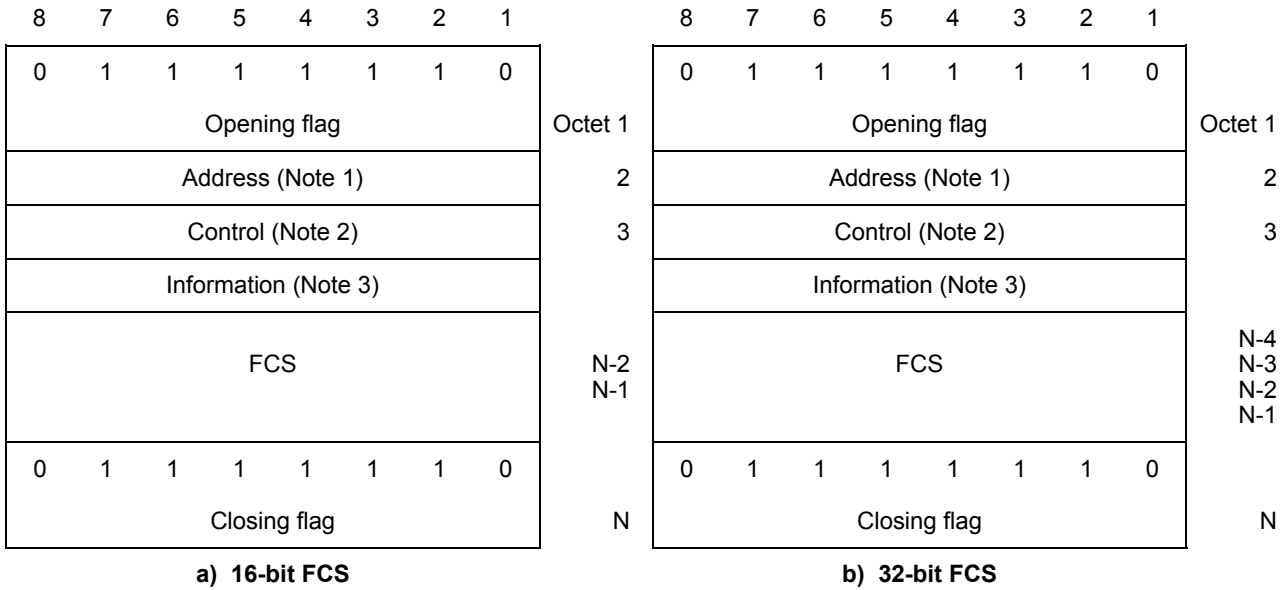 8 7 6 5 4 3 2 1
0 1 1 1 1 1 1 0
Opening flag Octet 1
Address (Note 1) 2
Control (Note 2) 3
Information (Note 3)
FCS N-2
N-1
0 1 1 1 1 1 1 0
Closing flag N
a) 16-bit FCS
8 7 6 5 4 3 2 1
0 1 1 1 1 1 1 0
Opening flag Octet 1
Address (Note 1) 2
Control (Note 2) 3
Information (Note 3)
N-4
FCS N-3
N-2
N-1
0 1 1 1 1 1 1 0
Closing flag N
b) 32-bit FCS